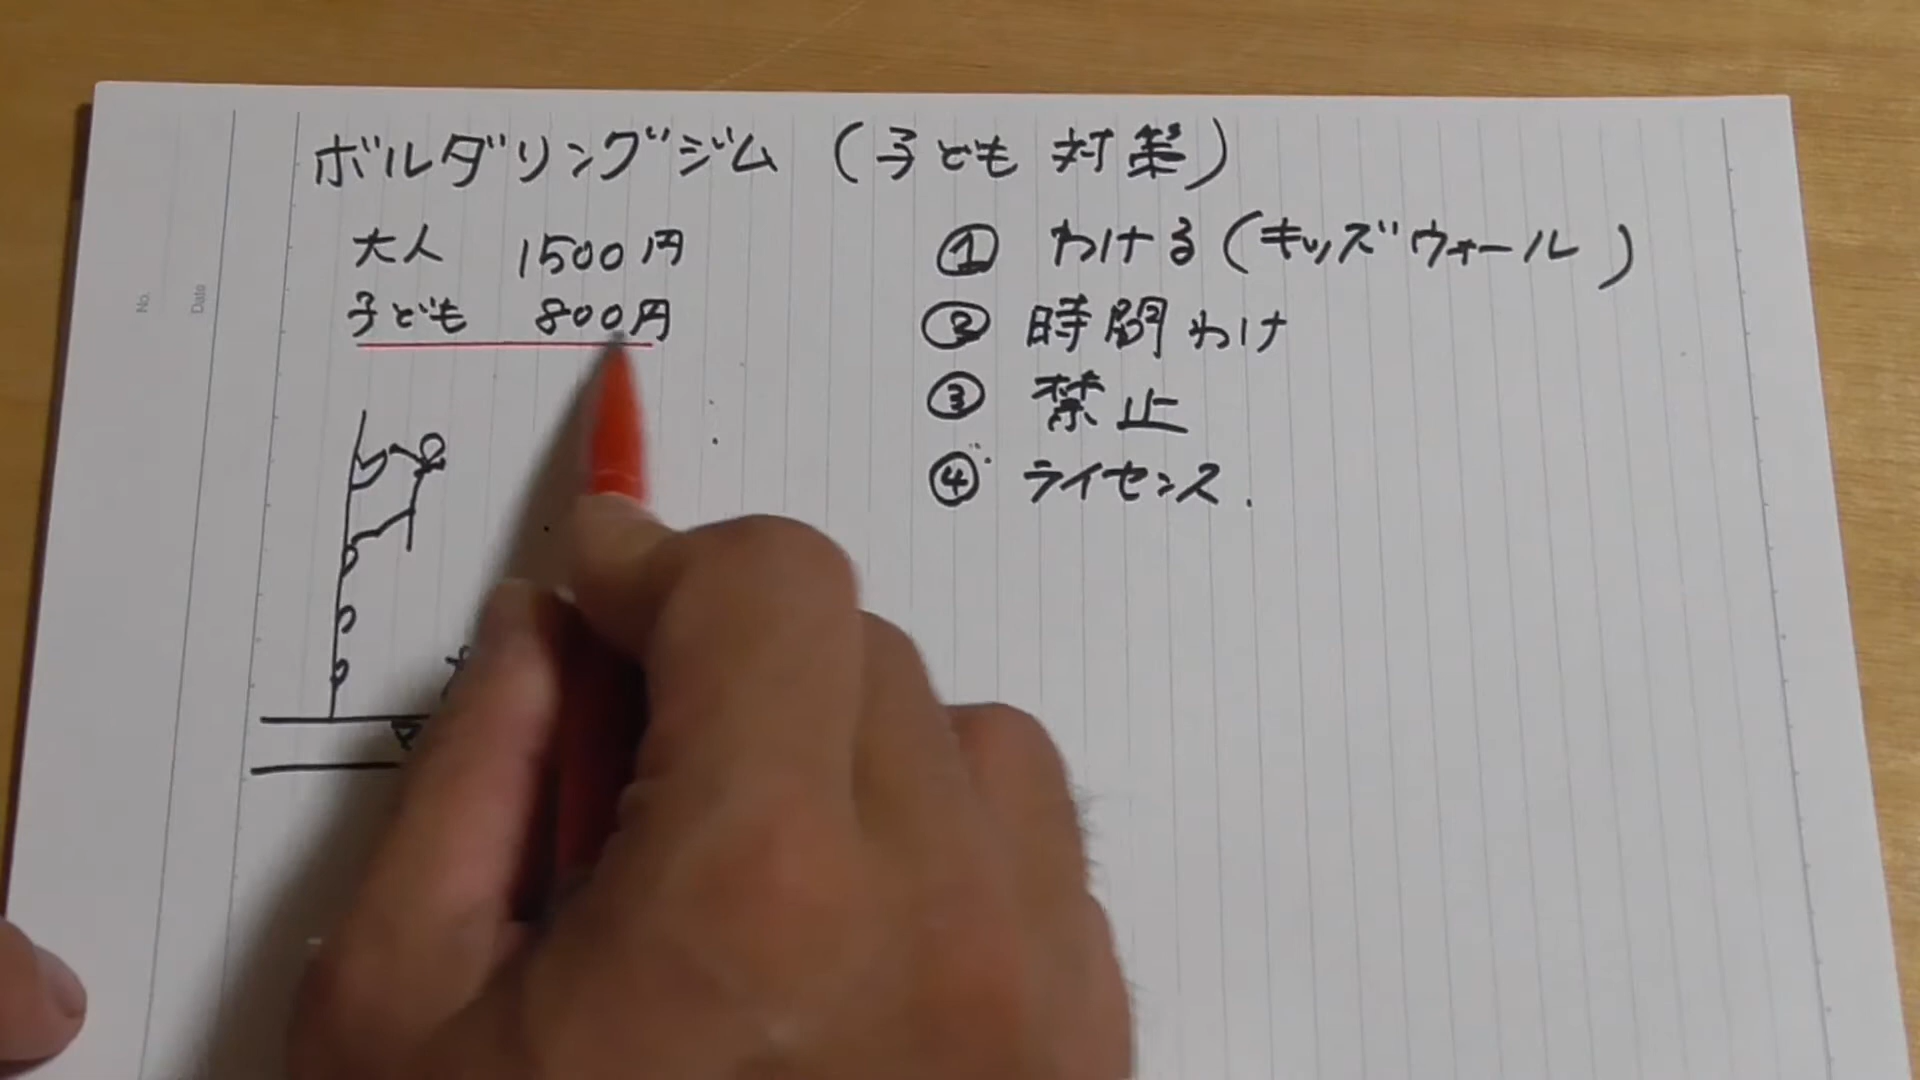 ボルダリングジム (子ども対策)
大人 1500円
子ども 800円
① わける (キッズウォール)
② 時間わけ
③ 禁止
④ ライセンス.
No.
Date